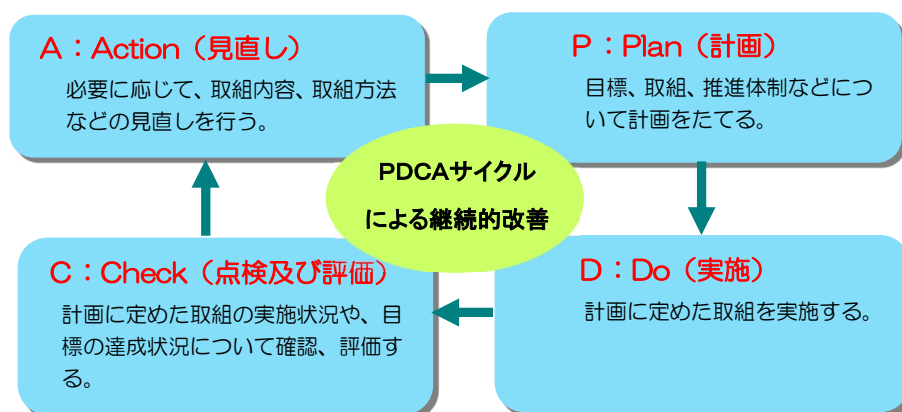 A：Action（見直し）
必要に応じて、取組内容、取組方法
などの見直しを行う。
P：Plan（計画）
目標、取組、推進体制などにつ
いて計画をたてる。
PDCAサイクル
による継続的改善
C：Check（点検及び評価）
計画に定めた取組の実施状況や、目
標の達成状況について確認、評価す
る。
D：Do（実施）
計画に定めた取組を実施する。